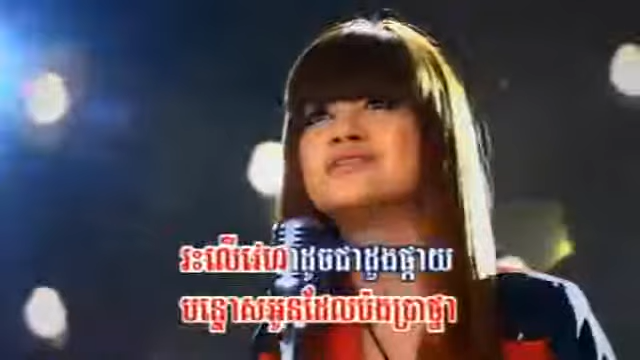 រះលើវេហាដូចជាដួងផ្កាយ
បន្ទោសអូនដែលបងប្រាថ្នា